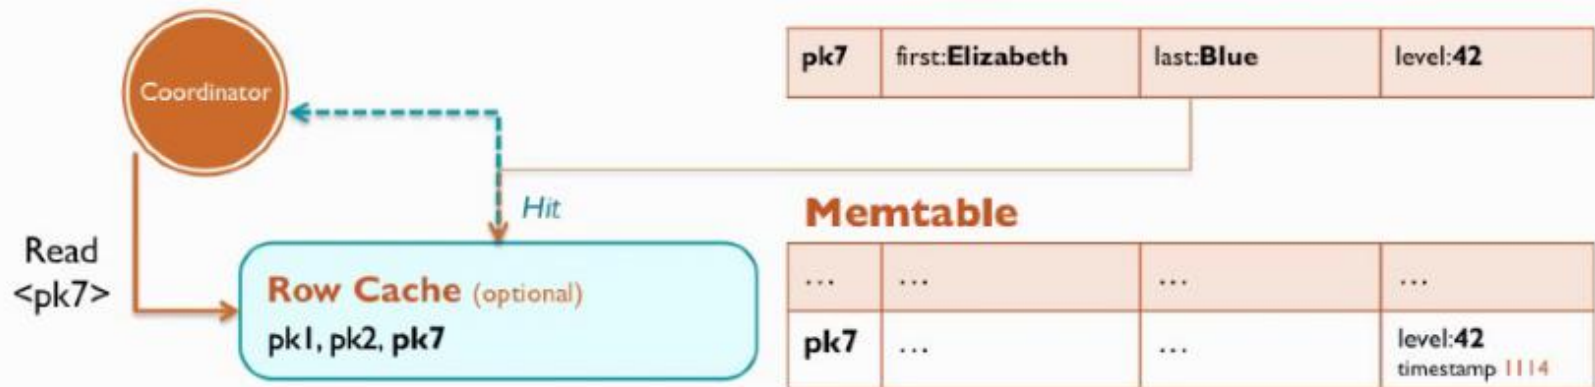 Coordinator
pk7 first:Elizabeth last:Blue level:42
Hit
Read
<pk7>
Row Cache (optional)
pk1, pk2, pk7
Memtable
... ... ... ...
pk7 ... ... level:42
timestamp 1114